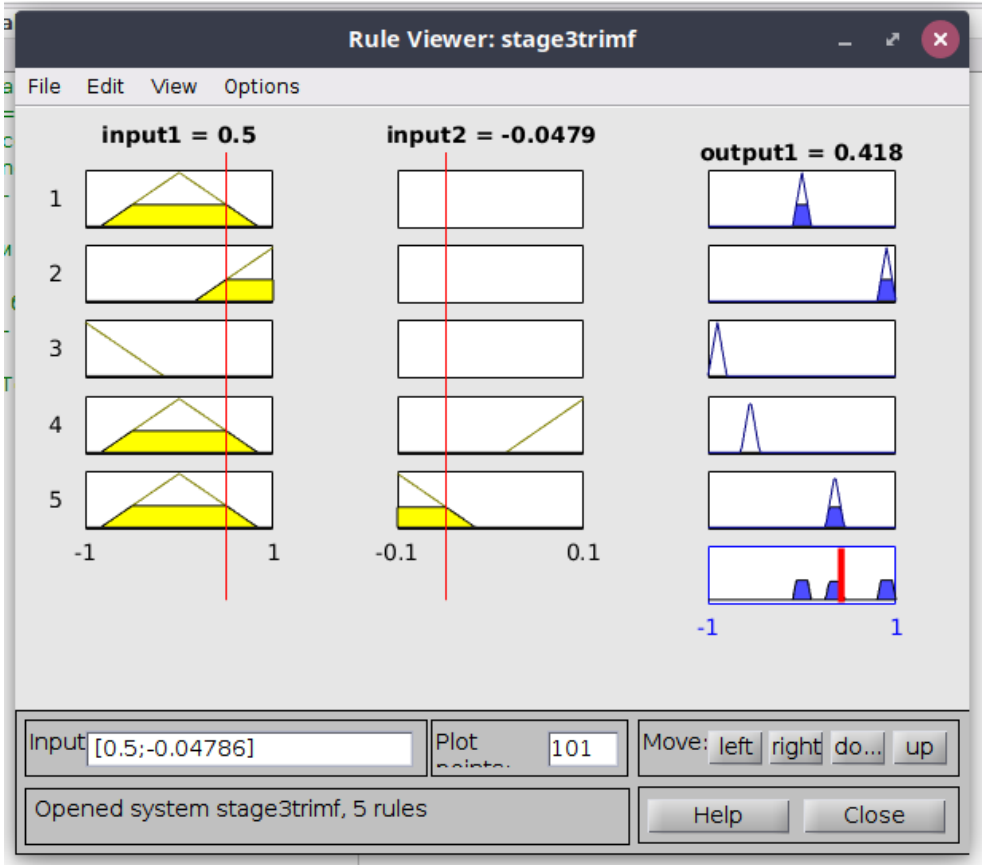 Rule Viewer: stage3trimf
File Edit View Options
input1 = 0.5
input2 = -0.0479
output1 = 0.418
1
2
3
4
5
-1 1
-0.1 0.1
-1 1
Input [0.5;-0.04786]
Plot points: 101
Move: left right do... up
Opened system stage3trimf, 5 rules
Help Close